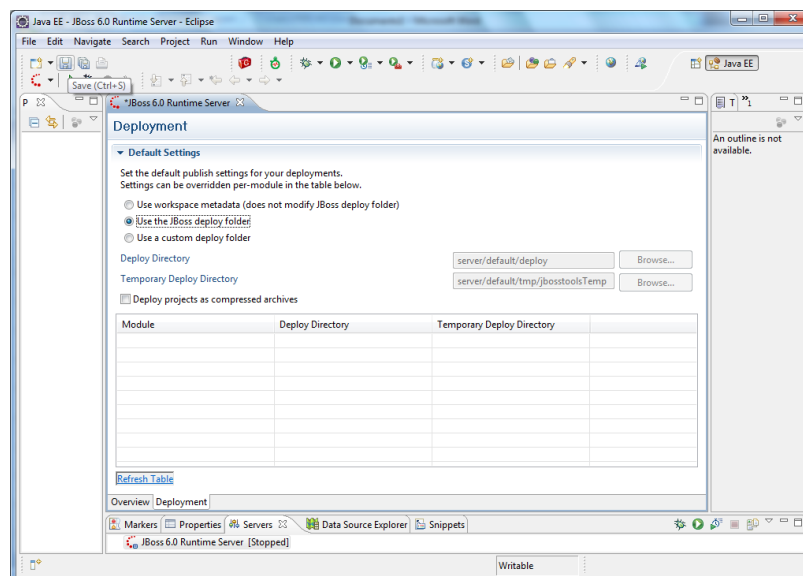 Java EE - JBoss 6.0 Runtime Server - Eclipse
File Edit Navigate Search Project Run Window Help
Java EE
Save (Ctrl+S)
P
*JBoss 6.0 Runtime Server
T
»1
Deployment
An outline is not
available.
Default Settings
Set the default publish settings for your deployments.
Settings can be overridden per-module in the table below.
Use workspace metadata (does not modify JBoss deploy folder)
Use the JBoss deploy folder
Use a custom deploy folder
Deploy Directory server/default/deploy Browse...
Temporary Deploy Directory server/default/tmp/jbosstoolsTemp Browse...
Deploy projects as compressed archives
Module Deploy Directory Temporary Deploy Directory
Refresh Table
Overview Deployment
Markers Properties Servers Data Source Explorer Snippets
JBoss 6.0 Runtime Server [Stopped]
Writable